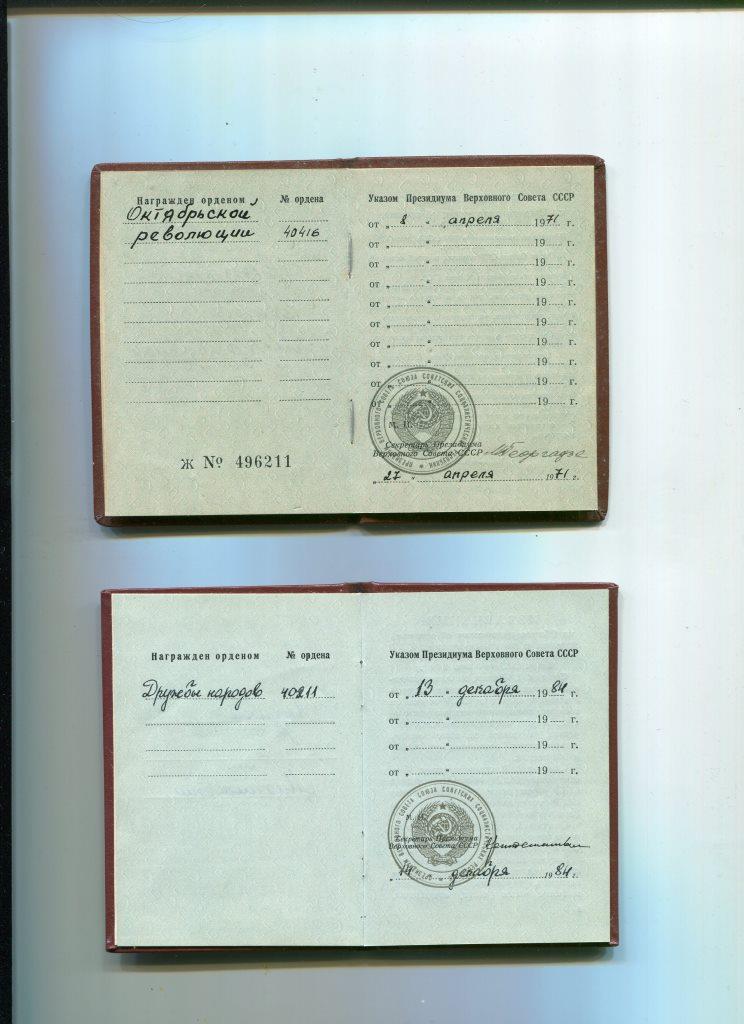 Награжден орденом № ордена
Октябрьской
революции 40416
Ж № 496211
Указом Президиума Верховного Совета СССР
от „ 8 “ апреля 1971 г.
от „ “ 19 г.
от „ “ 19 г.
от „ “ 19 г.
от „ “ 19 г.
от „ “ 19 г.
от „ “ 19 г.
от „ “ 19 г.
от „ “ 19 г.
от „ “ 19 г.
М. П.
Секретарь Президиума
Верховного Совета СССР М Георгадзе
„ 27 “ апреля 1971 г.
Награжден орденом № ордена
Дружбы народов 40211
Указом Президиума Верховного Совета СССР
от „ 13 “ декабря 1984 г.
от „ “ 19 г.
от „ “ 19 г.
от „ “ 19 г.
М. П.
Секретарь Президиума
Верховного Совета СССР
декабря 1984 г.